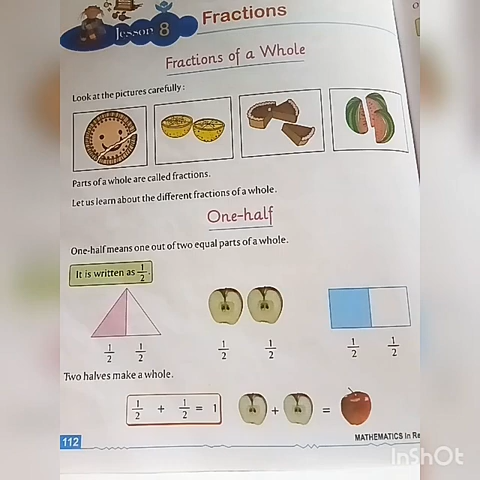 lesson 8
Fractions
Fractions of a Whole
Look at the pictures carefully :
Parts of a whole are called fractions.
Let us learn about the different fractions of a whole.
One-half
One-half means one out of two equal parts of a whole.
It is written as 1/2.
1/2 1/2 1/2 1/2 1/2 1/2
Two halves make a whole.
1/2 + 1/2 = 1 + =
112
MATHEMATICS in
InShOt